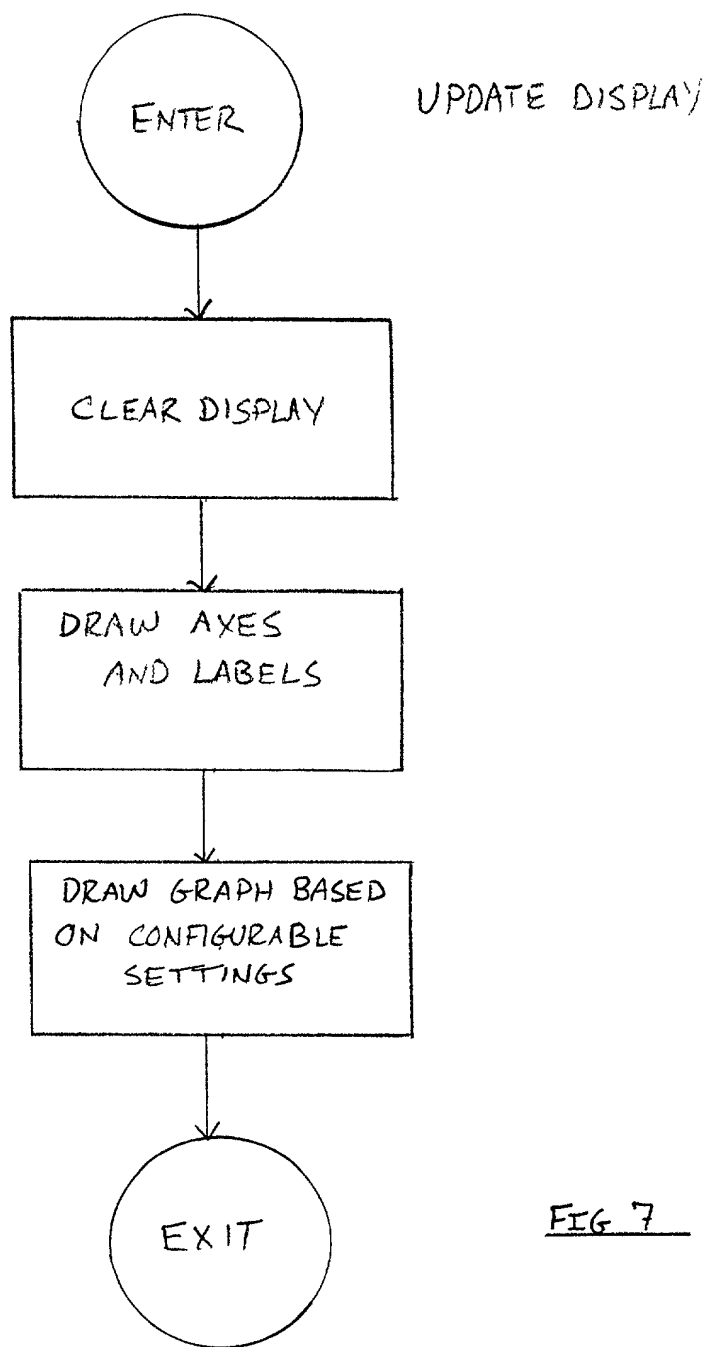 ENTER
UPDATE DISPLAY
CLEAR DISPLAY
DRAW AXES
AND LABELS
DRAW GRAPH BASED
ON CONFIGURABLE
SETTINGS
EXIT
FIG 7